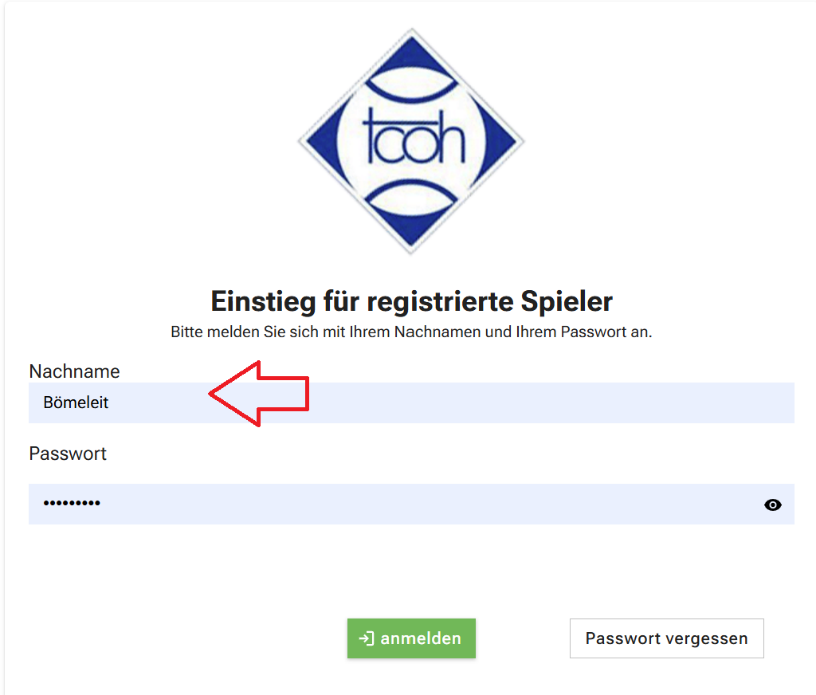 tcoh
Einstieg für registrierte Spieler
Bitte melden Sie sich mit Ihrem Nachnamen und Ihrem Passwort an.
Nachname
Bömeleit
Passwort
•••••••••
anmelden
Passwort vergessen